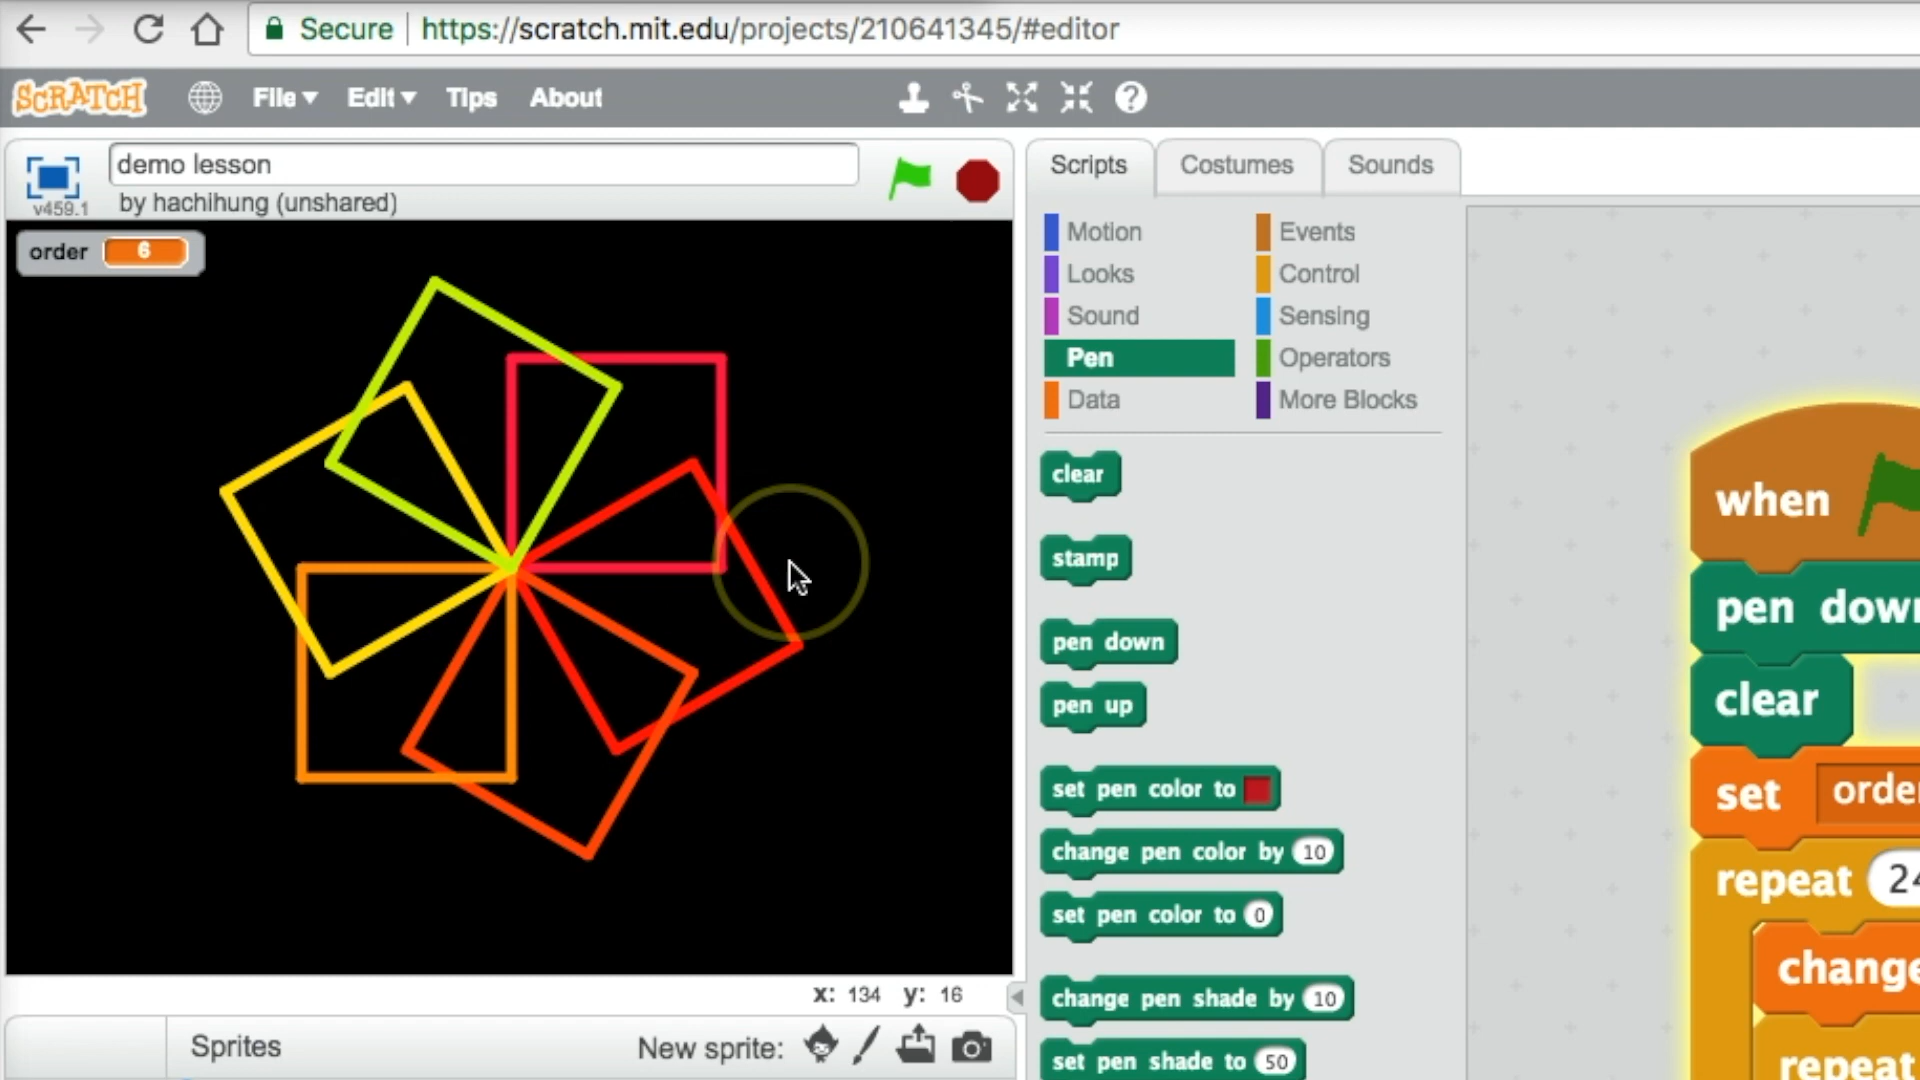 Secure https://scratch.mit.edu/projects/210641345/#editor
SCRATCH File Edit Tips About ?
demo lesson
by hachihung (unshared)
v459.1
order 6
x: 134 y: 16
Sprites New sprite:
Scripts Costumes Sounds
Motion Events
Looks Control
Sound Sensing
Pen Operators
Data More Blocks
clear
stamp
pen down
pen up
set pen color to
change pen color by 10
set pen color to 0
change pen shade by 10
set pen shade to 50
when
pen down
clear
set order
repeat 24
change
repeat